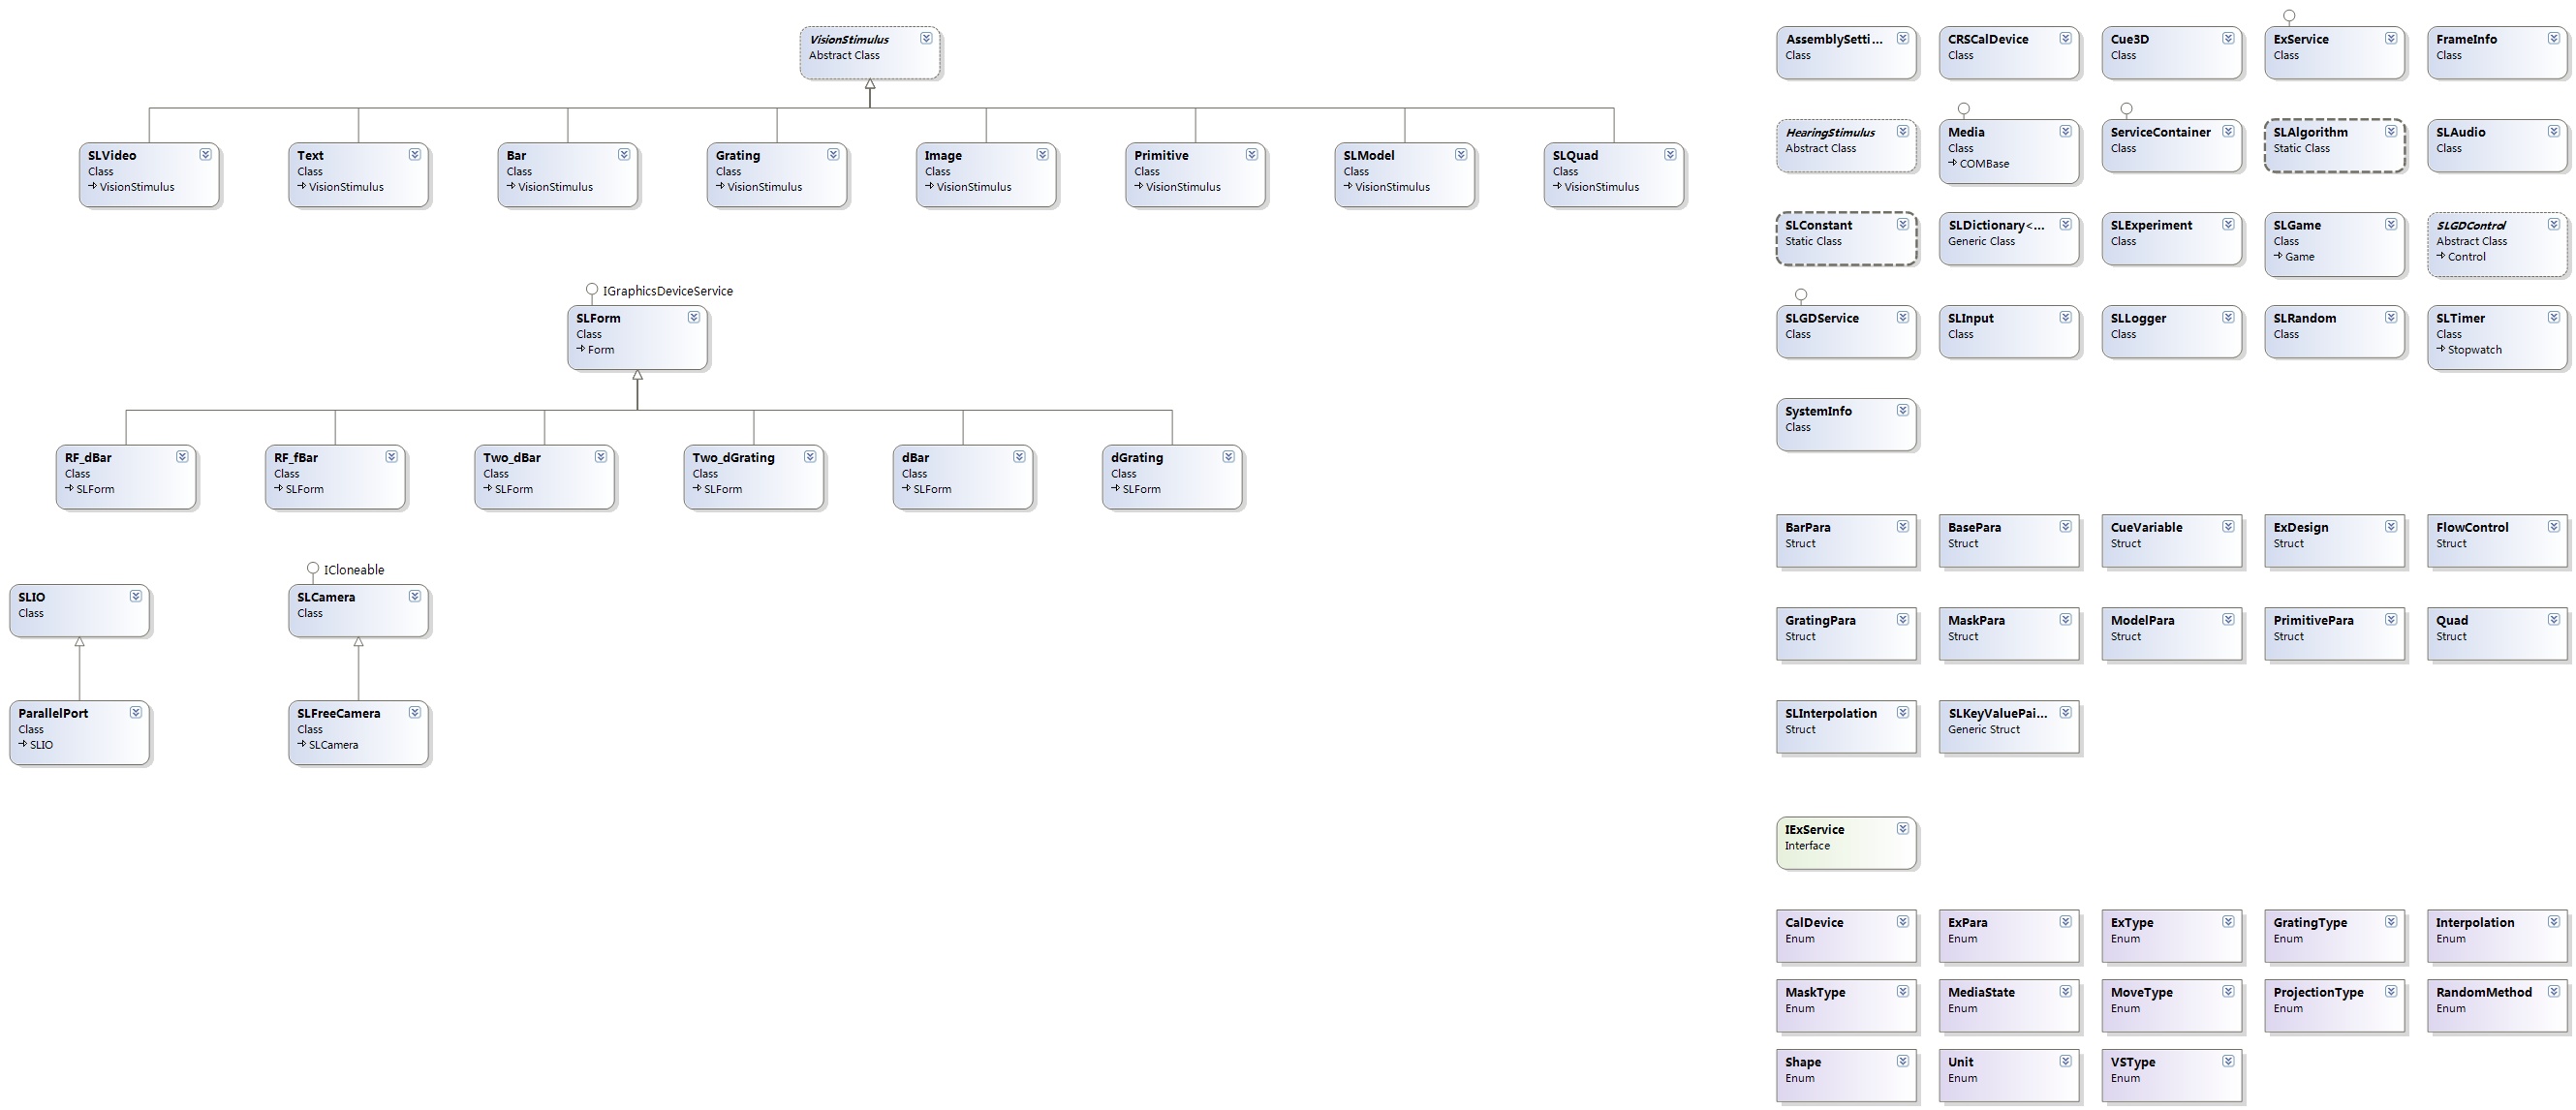 VisionStimulus
Abstract Class
SLVideo
Class
VisionStimulus
Text
Class
VisionStimulus
Bar
Class
VisionStimulus
Grating
Class
VisionStimulus
Image
Class
VisionStimulus
Primitive
Class
VisionStimulus
SLModel
Class
VisionStimulus
SLQuad
Class
VisionStimulus
IGraphicsDeviceService
SLForm
Class
Form
RF_dBar
Class
SLForm
RF_fBar
Class
SLForm
Two_dBar
Class
SLForm
Two_dGrating
Class
SLForm
dBar
Class
SLForm
dGrating
Class
SLForm
SLIO
Class
ICloneable
SLCamera
Class
ParallelPort
Class
SLIO
SLFreeCamera
Class
SLCamera
AssemblySetti...
Class
CRSCalDevice
Class
Cue3D
Class
ExService
Class
FrameInfo
Class
HearingStimulus
Abstract Class
Media
Class
COMBase
ServiceContainer
Class
SLAlgorithm
Static Class
SLAudio
Class
SLConstant
Static Class
SLDictionary<...
Generic Class
SLExperiment
Class
SLGame
Class
Game
SLGDControl
Abstract Class
Control
SLGDService
Class
SLInput
Class
SLLogger
Class
SLRandom
Class
SLTimer
Class
Stopwatch
SystemInfo
Class
BarPara
Struct
BasePara
Struct
CueVariable
Struct
ExDesign
Struct
FlowControl
Struct
GratingPara
Struct
MaskPara
Struct
ModelPara
Struct
PrimitivePara
Struct
Quad
Struct
SLInterpolation
Struct
SLKeyValuePai...
Generic Struct
IExService
Interface
CalDevice
Enum
ExPara
Enum
ExType
Enum
GratingType
Enum
Interpolation
Enum
MaskType
Enum
MediaState
Enum
MoveType
Enum
ProjectionType
Enum
RandomMethod
Enum
Shape
Enum
Unit
Enum
VSType
Enum